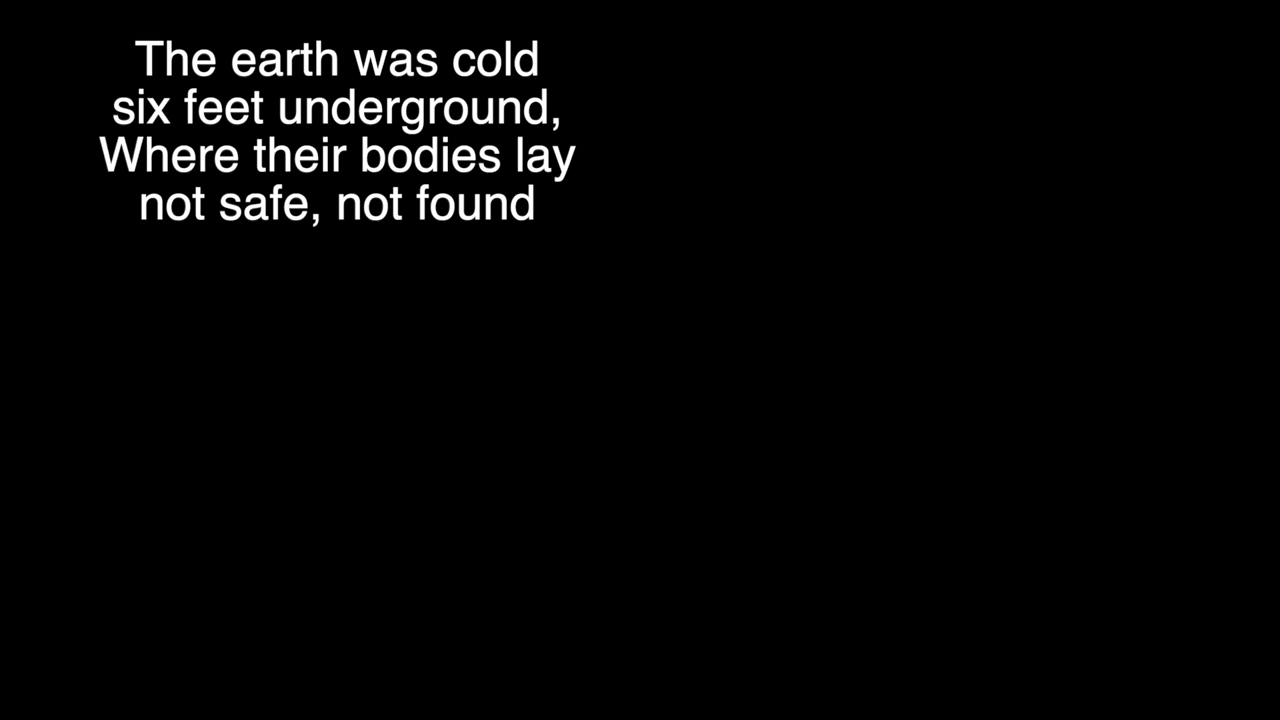 The earth was cold
six feet underground,
Where their bodies lay
not safe, not found